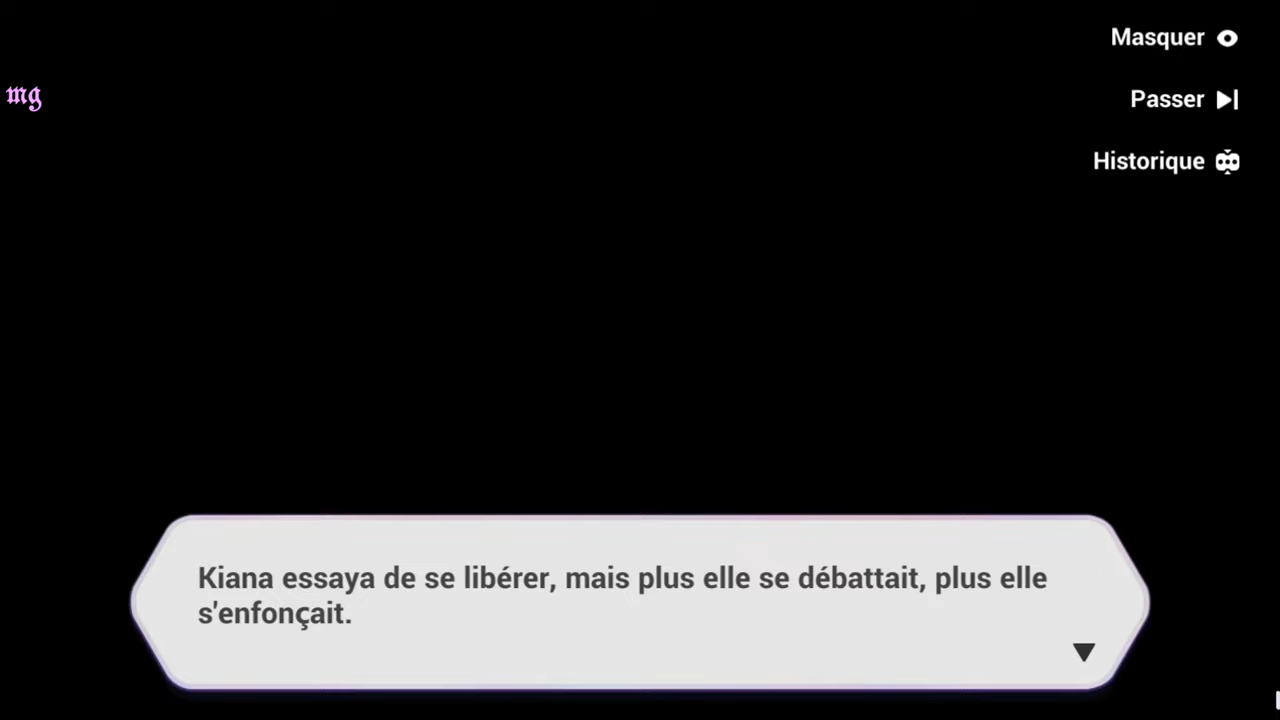 Masquer
mg
Passer
Historique
Kiana essaya de se libérer, mais plus elle se débattait, plus elle
s'enfonçait.